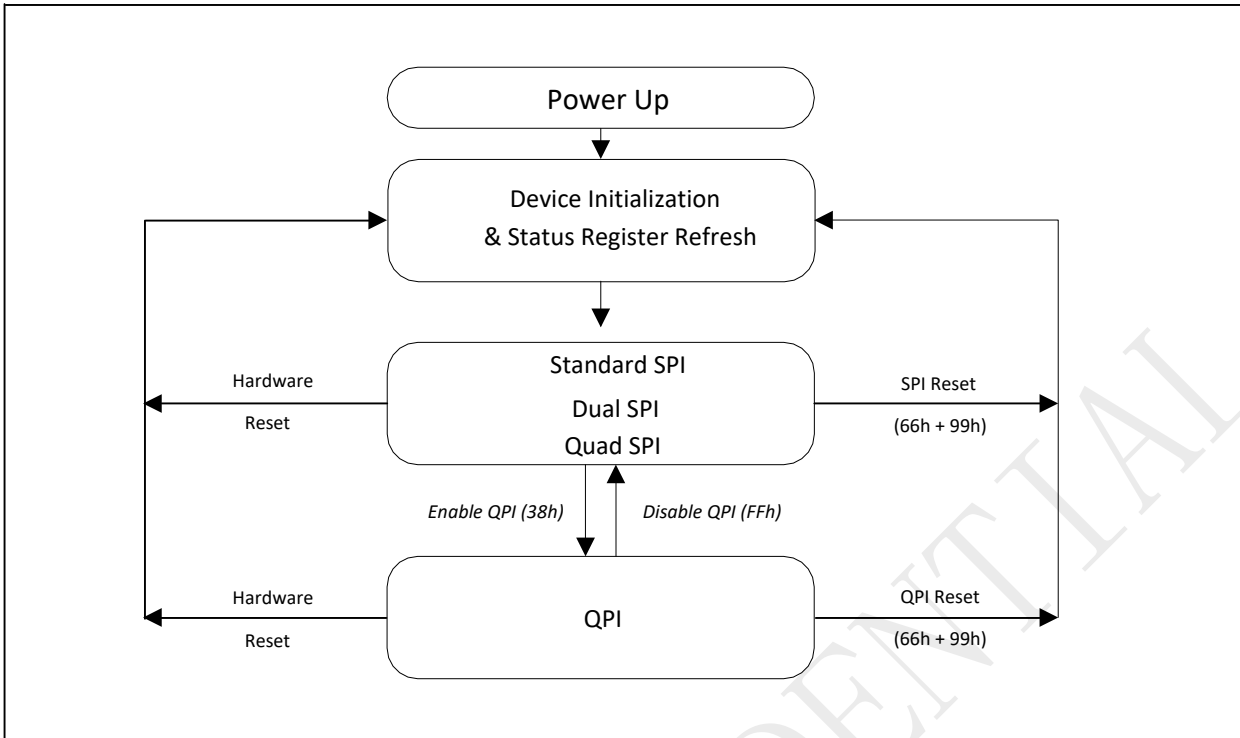 Power Up
Device Initialization
& Status Register Refresh
Standard SPI
Dual SPI
Quad SPI
Hardware
Reset
SPI Reset
(66h + 99h)
Enable QPI (38h)
Disable QPI (FFh)
QPI
Hardware
Reset
QPI Reset
(66h + 99h)
DENTIAL